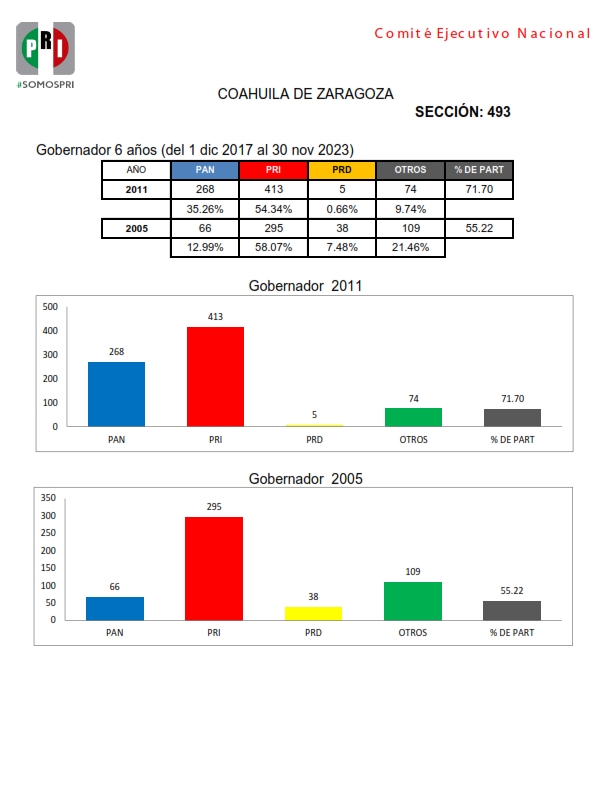 Comité Ejecutivo Nacional
PRI
#SOMOSPRI
COAHUILA DE ZARAGOZA
SECCIÓN: 493
Gobernador 6 años (del 1 dic 2017 al 30 nov 2023)
AÑO PAN PRI PRD OTROS % DE PART
2011 268 413 5 74 71.70
35.26% 54.34% 0.66% 9.74%
2005 66 295 38 109 55.22
12.99% 58.07% 7.48% 21.46%
Gobernador 2011
500
400
300
200
100
0
268
413
5
74
71.70
PAN PRI PRD OTROS % DE PART
Gobernador 2005
350
300
250
200
150
100
50
0
66
295
38
109
55.22
PAN PRI PRD OTROS % DE PART